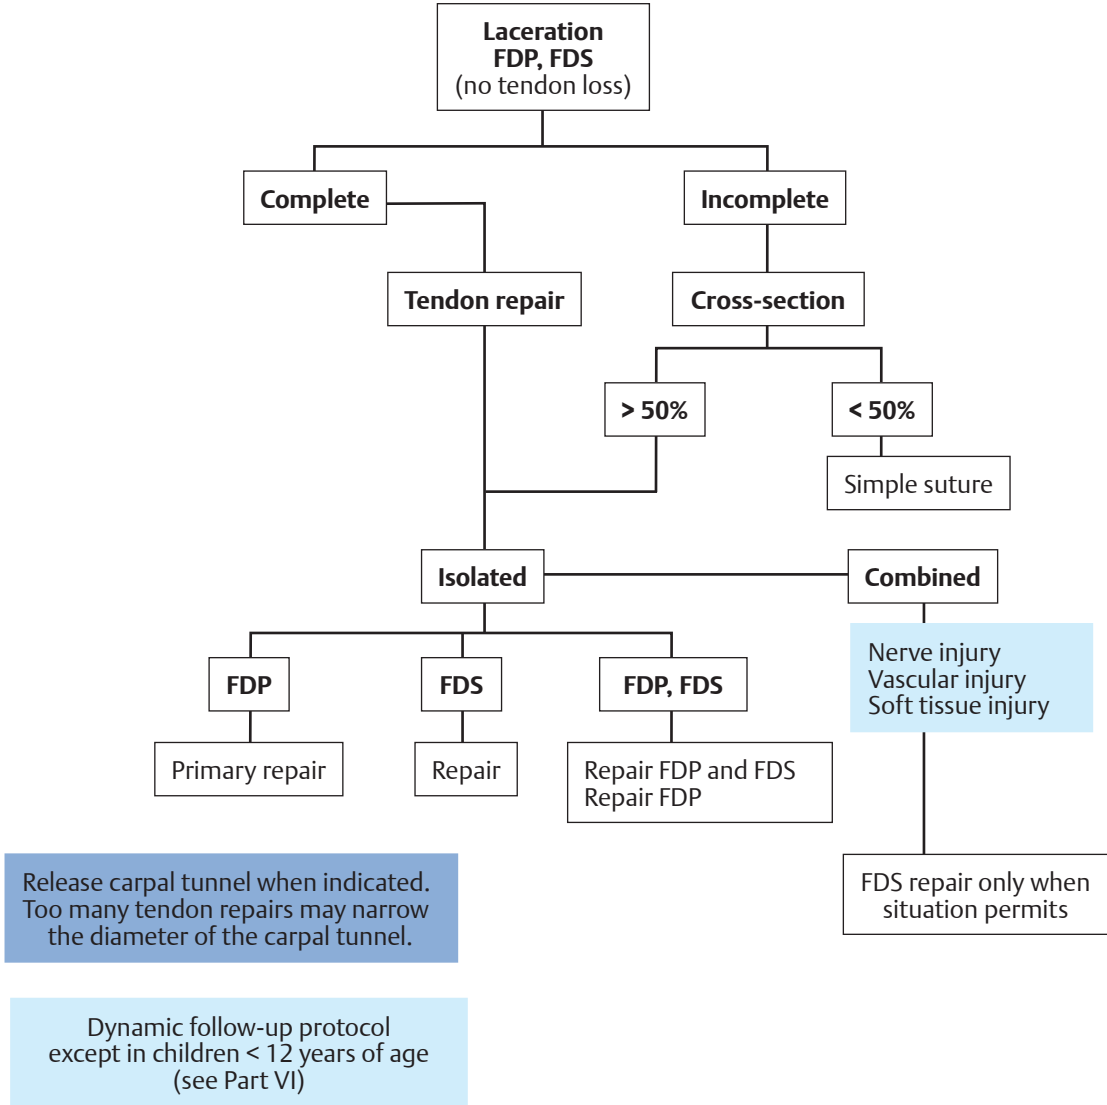 Laceration
FDP, FDS
(no tendon loss)
Complete
Incomplete
Tendon repair
Cross-section
> 50%
< 50%
Simple suture
Isolated
Combined
Nerve injury
Vascular injury
Soft tissue injury
FDP
FDS
FDP, FDS
Primary repair
Repair
Repair FDP and FDS
Repair FDP
FDS repair only when
situation permits
Release carpal tunnel when indicated.
Too many tendon repairs may narrow
the diameter of the carpal tunnel.
Dynamic follow-up protocol
except in children < 12 years of age
(see Part VI)